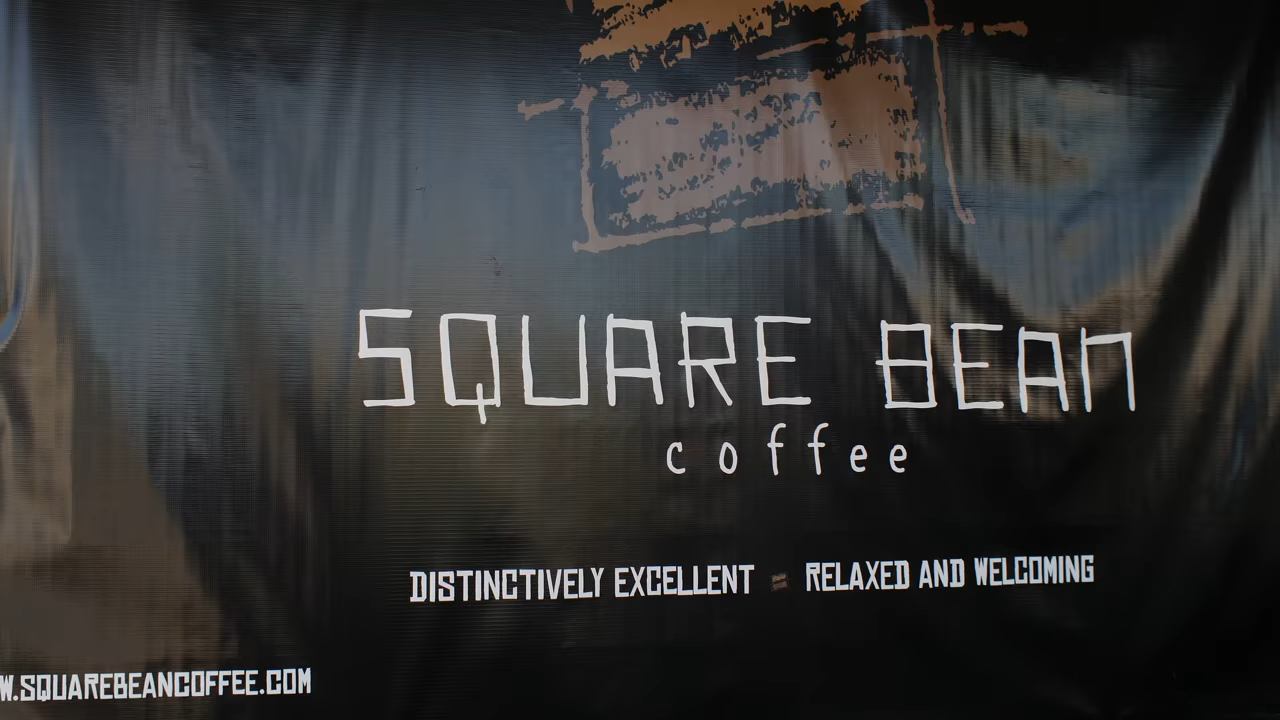 SQUARE BEAN
coffee
DISTINCTIVELY EXCELLENT = RELAXED AND WELCOMING
W.SQUAREBEANCOFFEE.COM